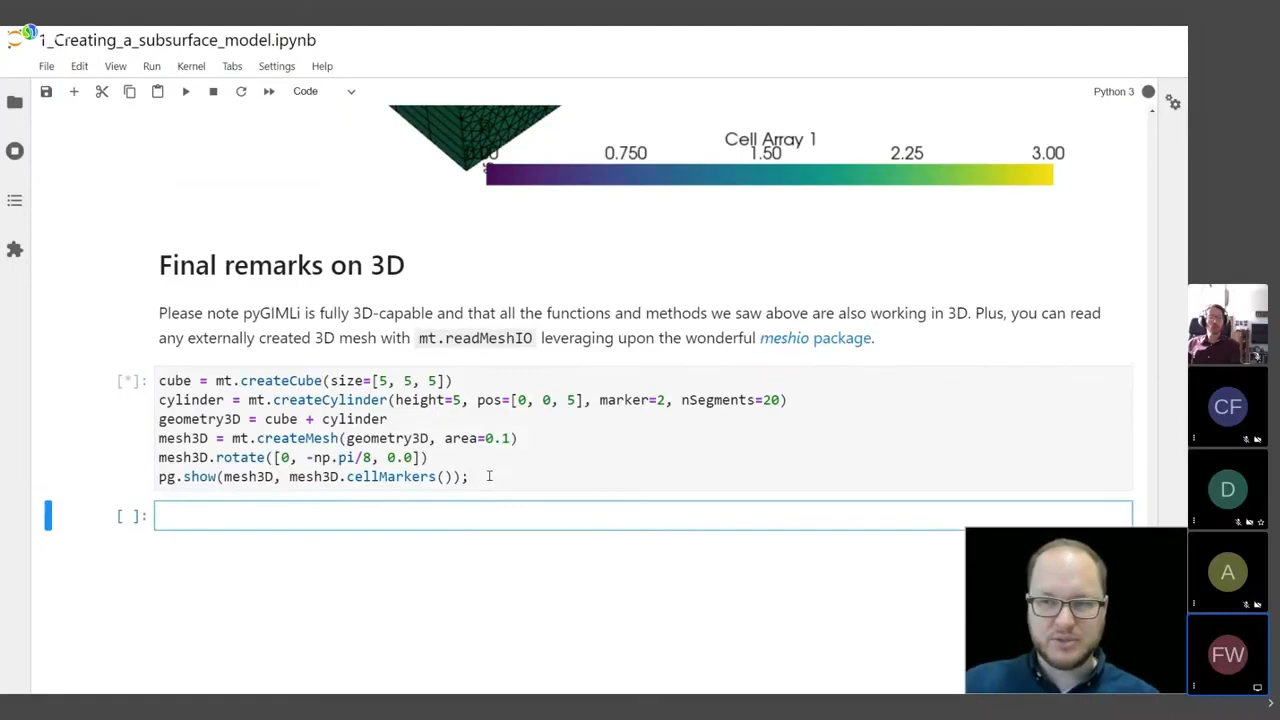 1_Creating_a_subsurface_model.ipynb
File Edit View Run Kernel Tabs Settings Help
Code
Python 3
Cell Array 1
0.00 0.750 1.50 2.25 3.00
Final remarks on 3D
Please note pyGIMLi is fully 3D-capable and that all the functions and methods we saw above are also working in 3D. Plus, you can read
any externally created 3D mesh with mt.readMeshIO leveraging upon the wonderful meshio package.
[*]:
cube = mt.createCube(size=[5, 5, 5])
cylinder = mt.createCylinder(height=5, pos=[0, 0, 5], marker=2, nSegments=20)
geometry3D = cube + cylinder
mesh3D = mt.createMesh(geometry3D, area=0.1)
mesh3D.rotate([0, -np.pi/8, 0.0])
pg.show(mesh3D, mesh3D.cellMarkers());
[ ]:
CF
D
A
FW